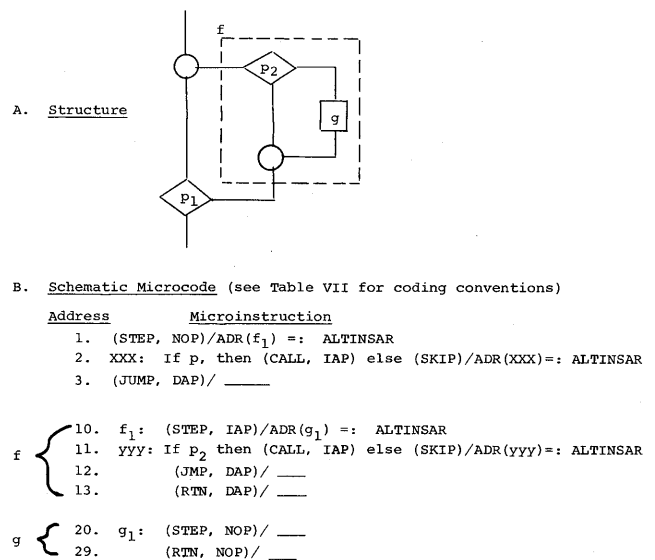 f
p2
A. Structure
g
p1
B. Schematic Microcode (see Table VII for coding conventions)
Address Microinstruction
1. (STEP, NOP)/ADR(f1) =: ALTINSAR
2. XXX: If p, then (CALL, IAP) else (SKIP)/ADR(XXX)=: ALTINSAR
3. (JUMP, DAP)/ _____
10. f1: (STEP, IAP)/ADR(g1) =: ALTINSAR
f 11. yyy: If p2 then (CALL, IAP) else (SKIP)/ADR(yyy)=: ALTINSAR
12. (JMP, DAP)/ ___
13. (RTN, DAP)/ ___
20. g1: (STEP, NOP)/ ___
g 29. (RTN, NOP)/ ___